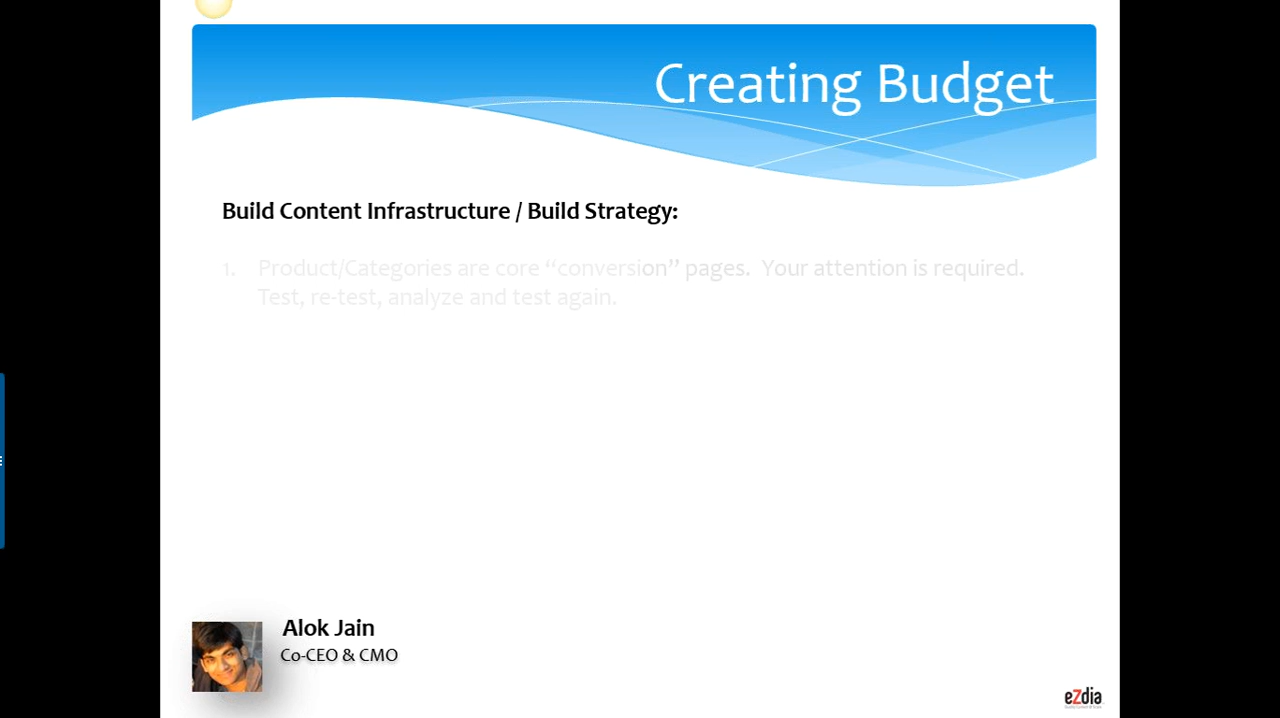 Creating Budget
Build Content Infrastructure / Build Strategy:
1. Product/Categories are core “conversion” pages. Your attention is required.
Test, re-test, analyze and test again.
Alok Jain
Co-CEO & CMO
eZdia